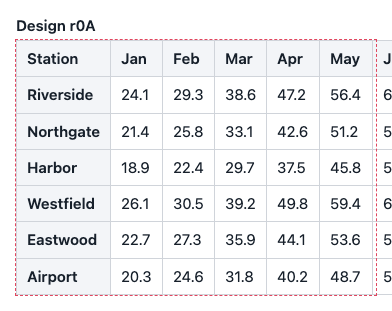 Design r0A
Station Jan Feb Mar Apr May
Riverside 24.1 29.3 38.6 47.2 56.4
Northgate 21.4 25.8 33.1 42.6 51.2
Harbor 18.9 22.4 29.7 37.5 45.8
Westfield 26.1 30.5 39.2 49.8 59.4
Eastwood 22.7 27.3 35.9 44.1 53.6
Airport 20.3 24.6 31.8 40.2 48.7